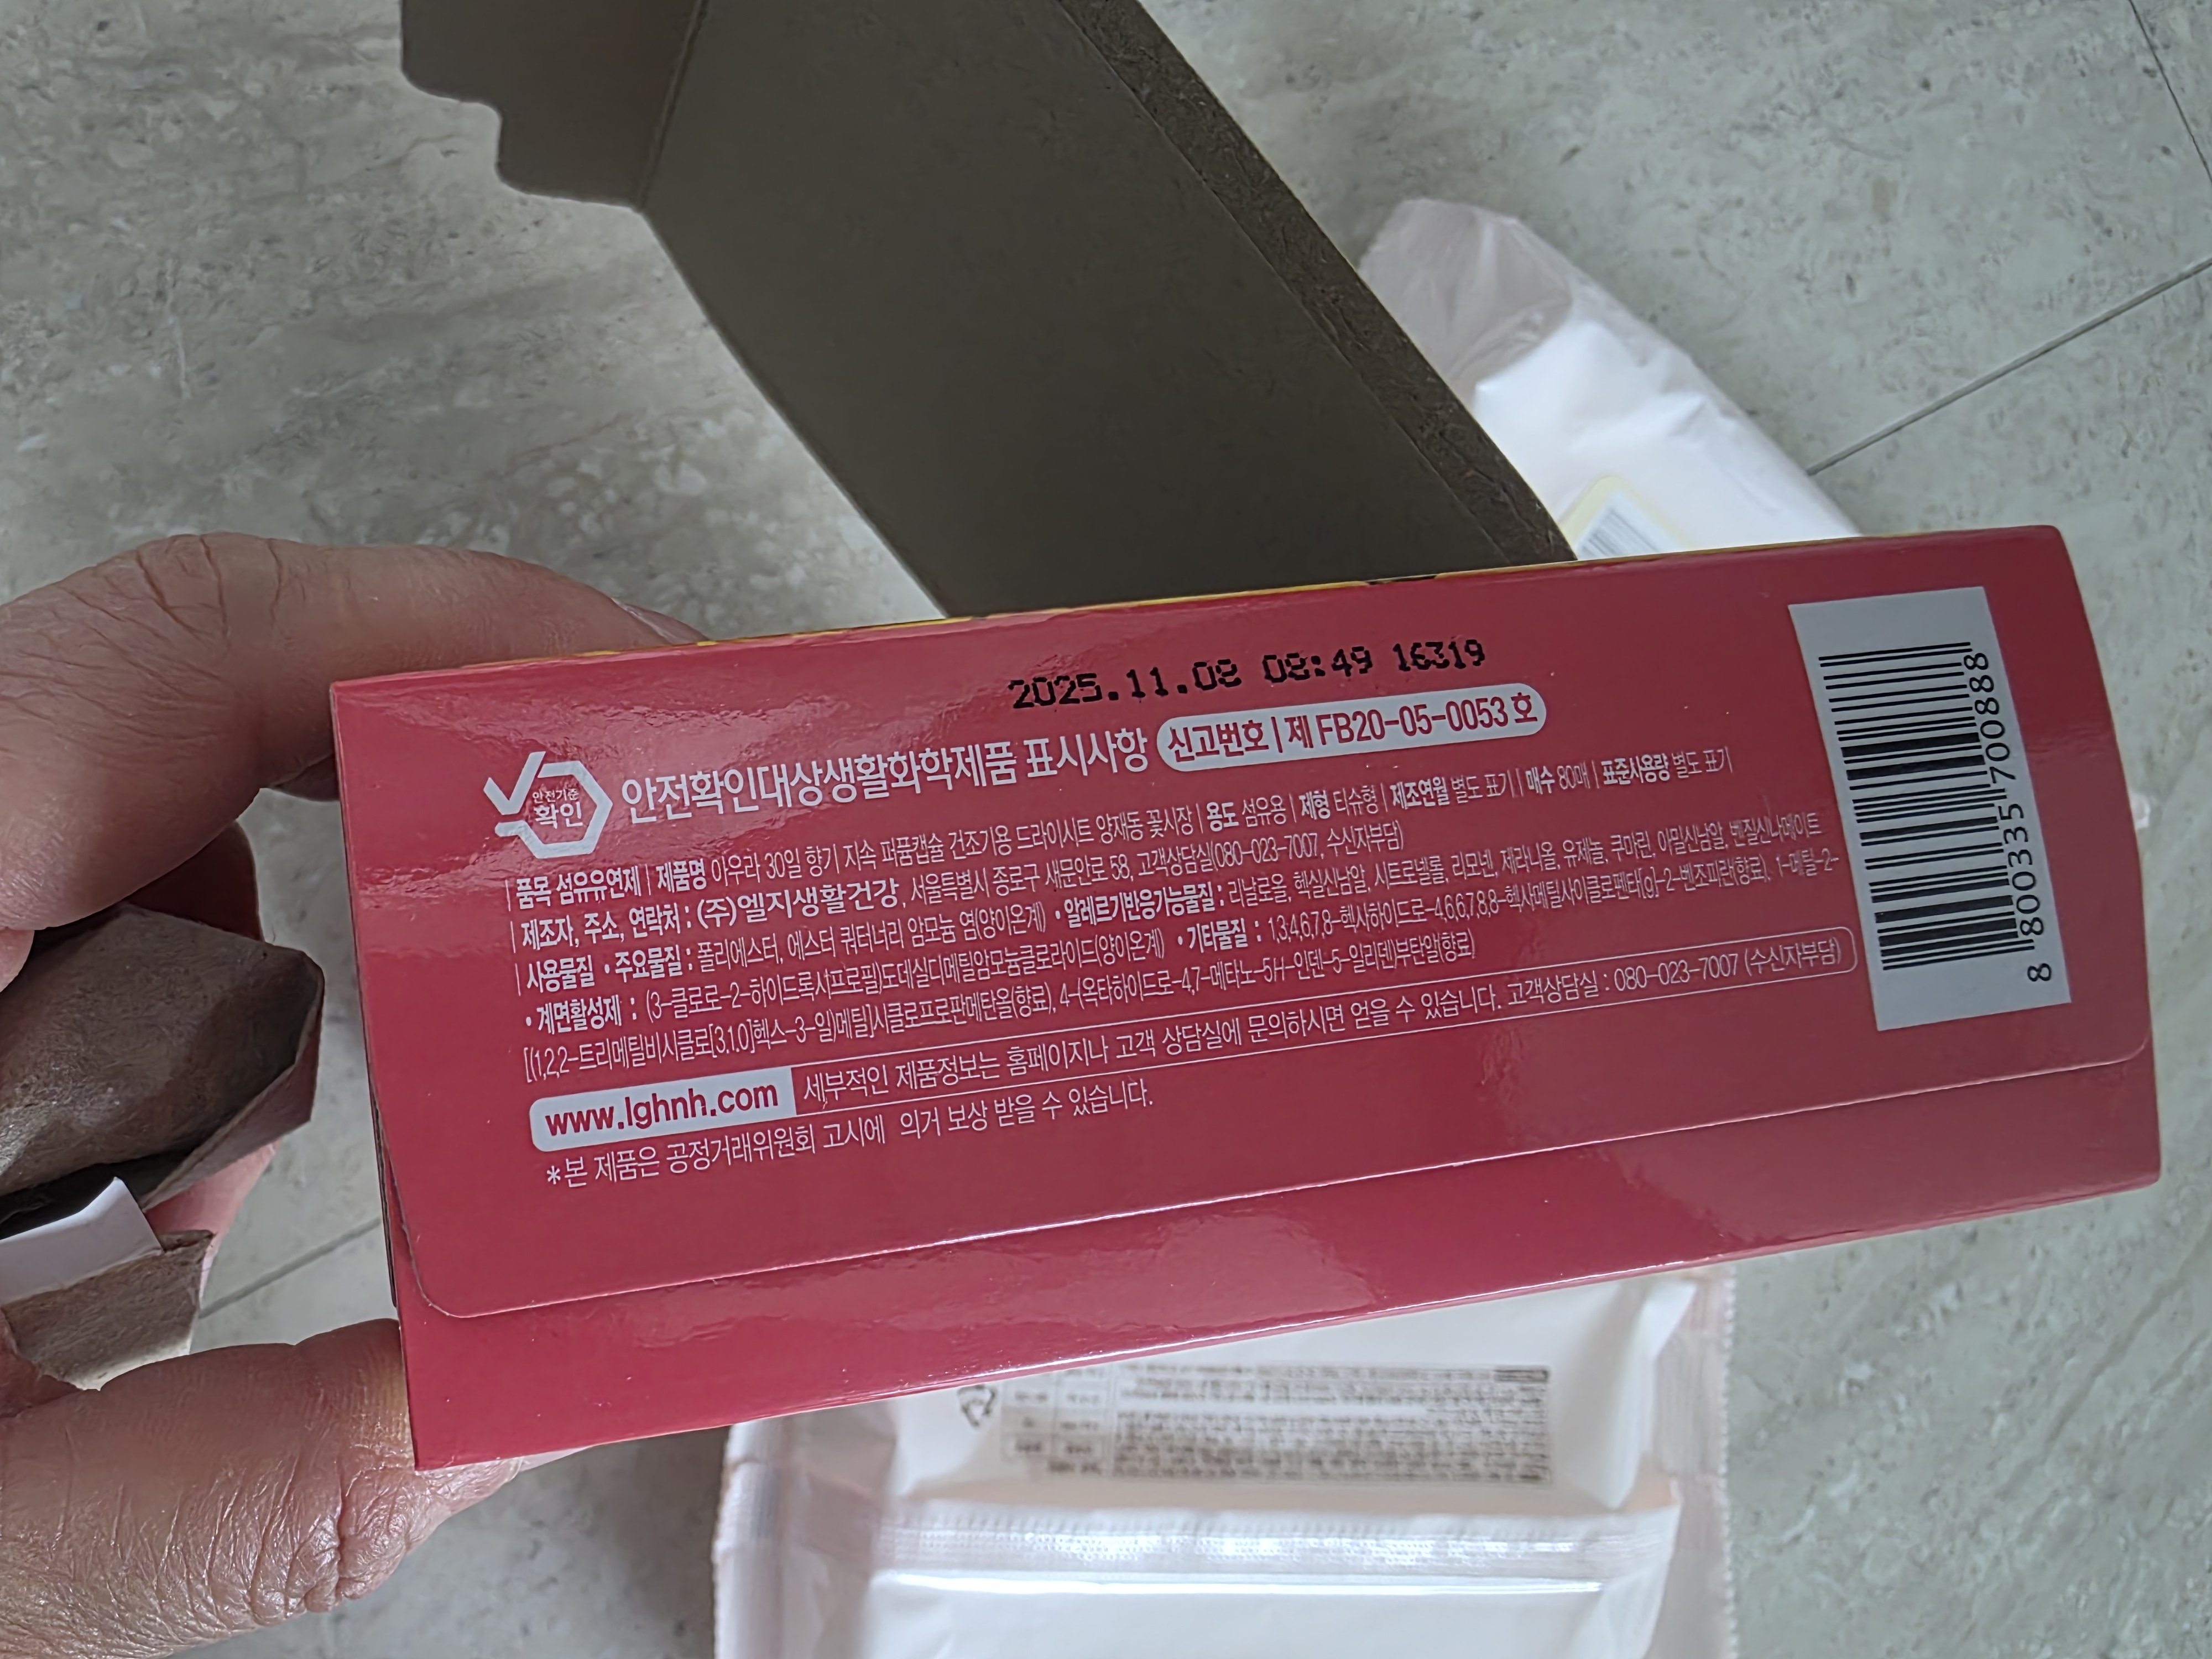 2025.11.08 08:49 16319
안전기준
확인
안전확인대상생활화학제품 표시사항 신고번호 | 제 FB20-05-0053 호
| 품목 섬유유연제 | 제품명 아우라 30일 향기 지속 퍼퓸캡슐 건조기용 드라이시트 양재동 꽃시장 | 용도 섬유용 | 제형 티슈형 | 제조연월 별도 표기 | 매수 80매 | 표준사용량 별도 표기
| 제조자, 주소, 연락처 : (주)엘지생활건강, 서울특별시 종로구 새문안로 58, 고객상담실(080-023-7007, 수신자부담)
| 사용물질 • 주요물질 : 폴리에스터, 에스터 쿼터너리 암모늄 염(양이온계) • 알레르기반응가능물질 : 리날로올, 헥실신남알, 시트로넬롤, 리모넨, 제라니올, 유제놀, 쿠마린, 아밀신남알, 벤질신나메이트
• 계면활성제 : (3-클로로-2-하이드록시프로필)도데실디메틸암모늄클로라이드(양이온계) • 기타물질 : 1,3,4,6,7,8-헥사하이드로-4,6,6,7,8,8-헥사메틸사이클로펜타[g]-2-벤조피란(향료), 1-메틸-2-
[(1,2,2-트리메틸비시클로[3.1.0]헥스-3-일)메틸]시클로프로판메탄올(향료), 4-(옥타하이드로-4,7-메타노-5H-인덴-5-일리덴)부탄알(향료)
www.lghnh.com 세부적인 제품정보는 홈페이지나 고객 상담실에 문의하시면 얻을 수 있습니다. 고객상담실 : 080-023-7007 (수신자부담)
*본 제품은 공정거래위원회 고시에 의거 보상 받을 수 있습니다.
8 800335 700888